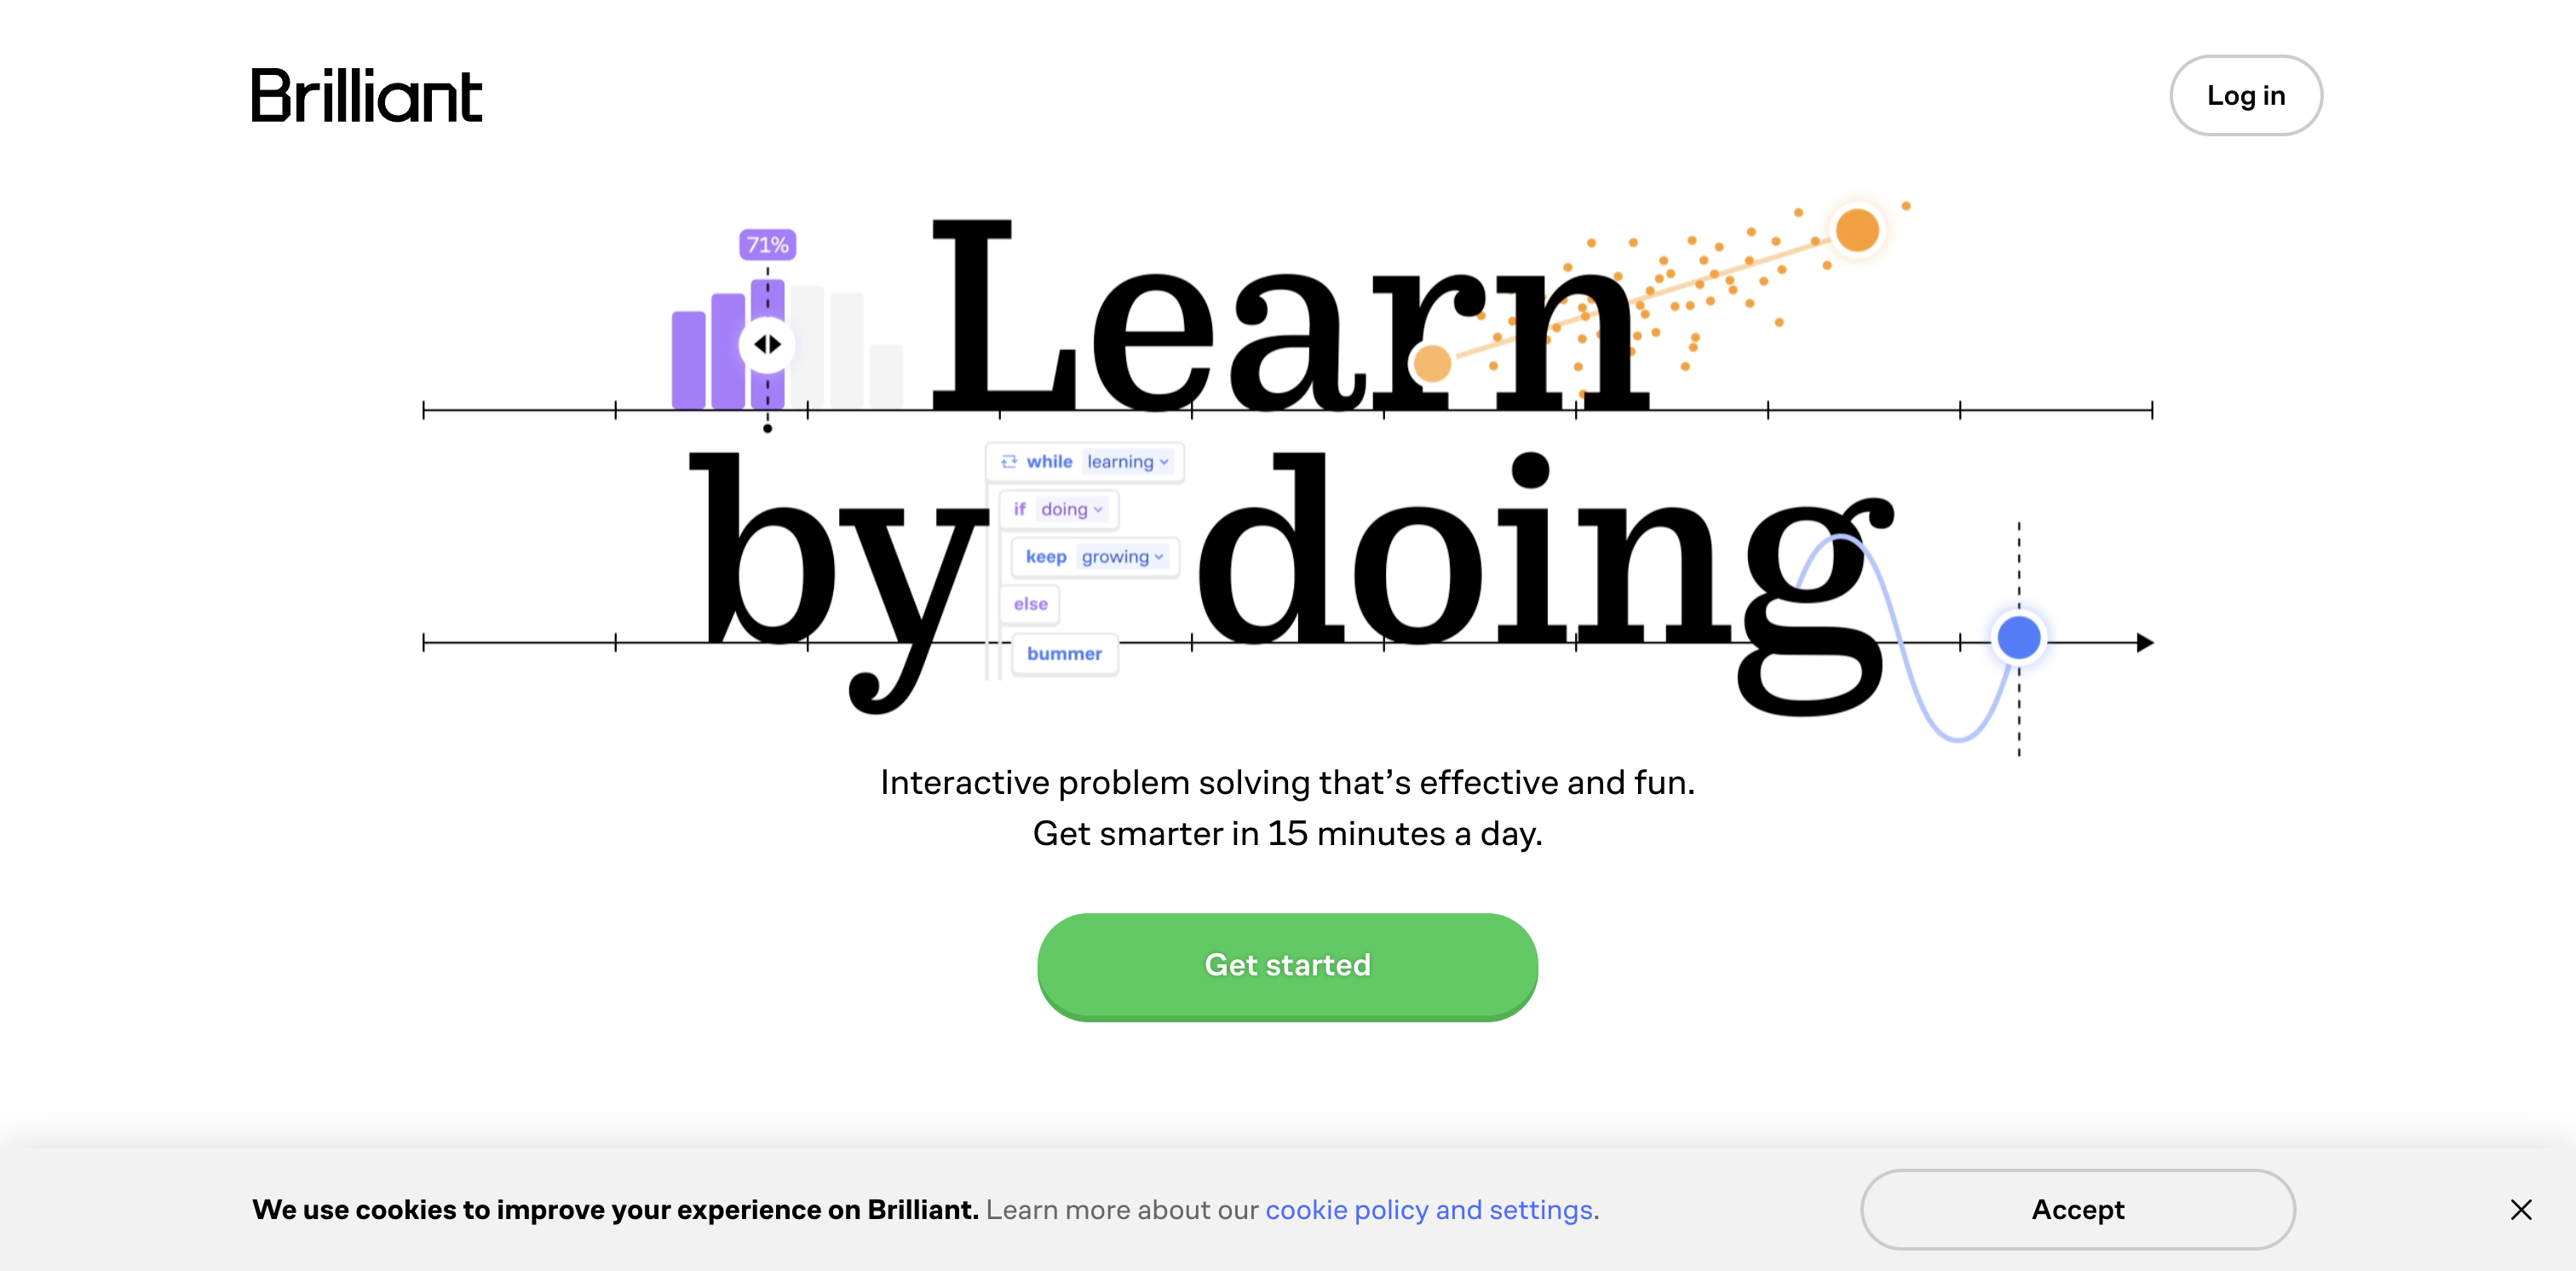 Brilliant
Log in
71%
Learn
while learning
if doing
keep growing
else
bummer
by doing
Interactive problem solving that’s effective and fun.
Get smarter in 15 minutes a day.
Get started
We use cookies to improve your experience on Brilliant. Learn more about our cookie policy and settings.
Accept